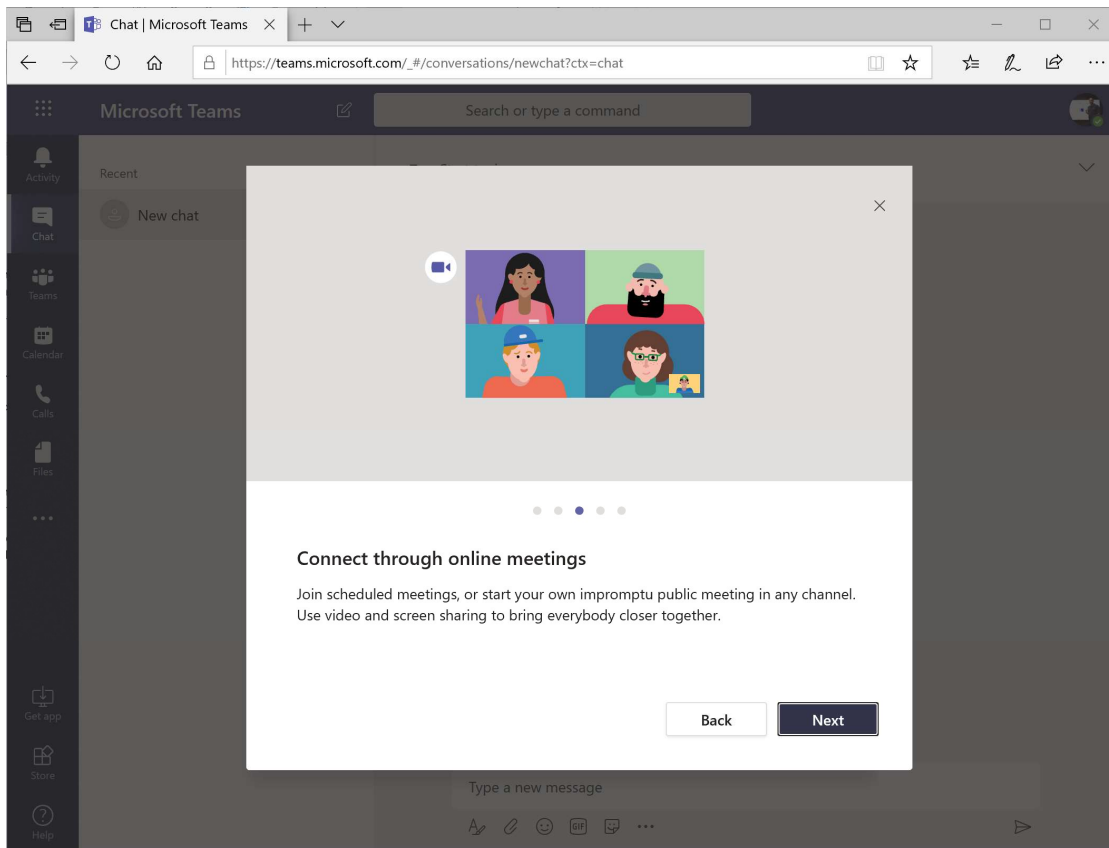 Chat | Microsoft Teams
https://teams.microsoft.com/_#/conversations/newchat?ctx=chat
Microsoft Teams
Search or type a command
Activity
Recent
New chat
Chat
Teams
Calendar
Calls
Files
Connect through online meetings
Join scheduled meetings, or start your own impromptu public meeting in any channel.
Use video and screen sharing to bring everybody closer together.
Back
Next
Get app
Store
Type a new message
GIF
Help